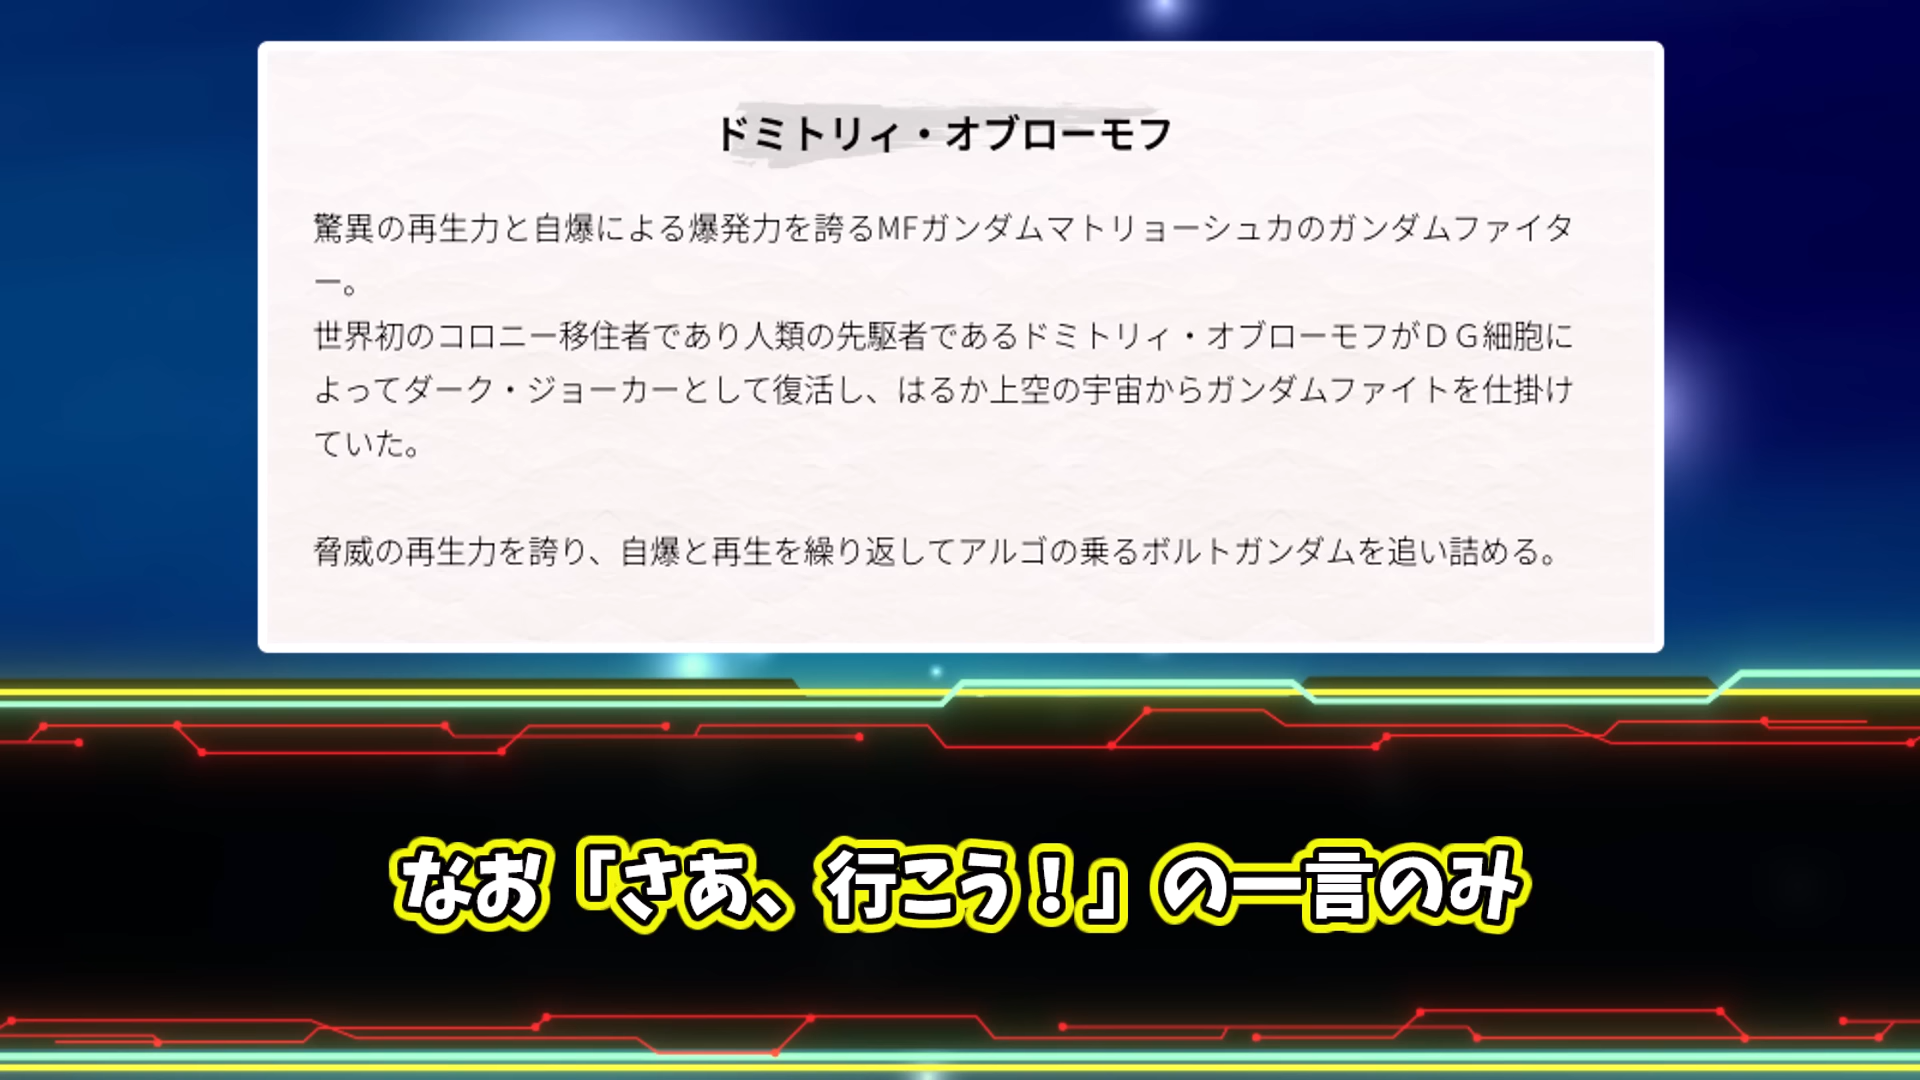 ドミトリィ・オブローモフ
驚異の再生力と自爆による爆発力を誇るMFガンダムマトリョーシュカのガンダムファイタ
ー。
世界初のコロニー移住者であり人類の先駆者であるドミトリィ・オブローモフがＤＧ細胞に
よってダーク・ジョーカーとして復活し、はるか上空の宇宙からガンダムファイトを仕掛け
ていた。
脅威の再生力を誇り、自爆と再生を繰り返してアルゴの乗るボルトガンダムを追い詰める。
なお「さあ、行こう！」の一言のみ